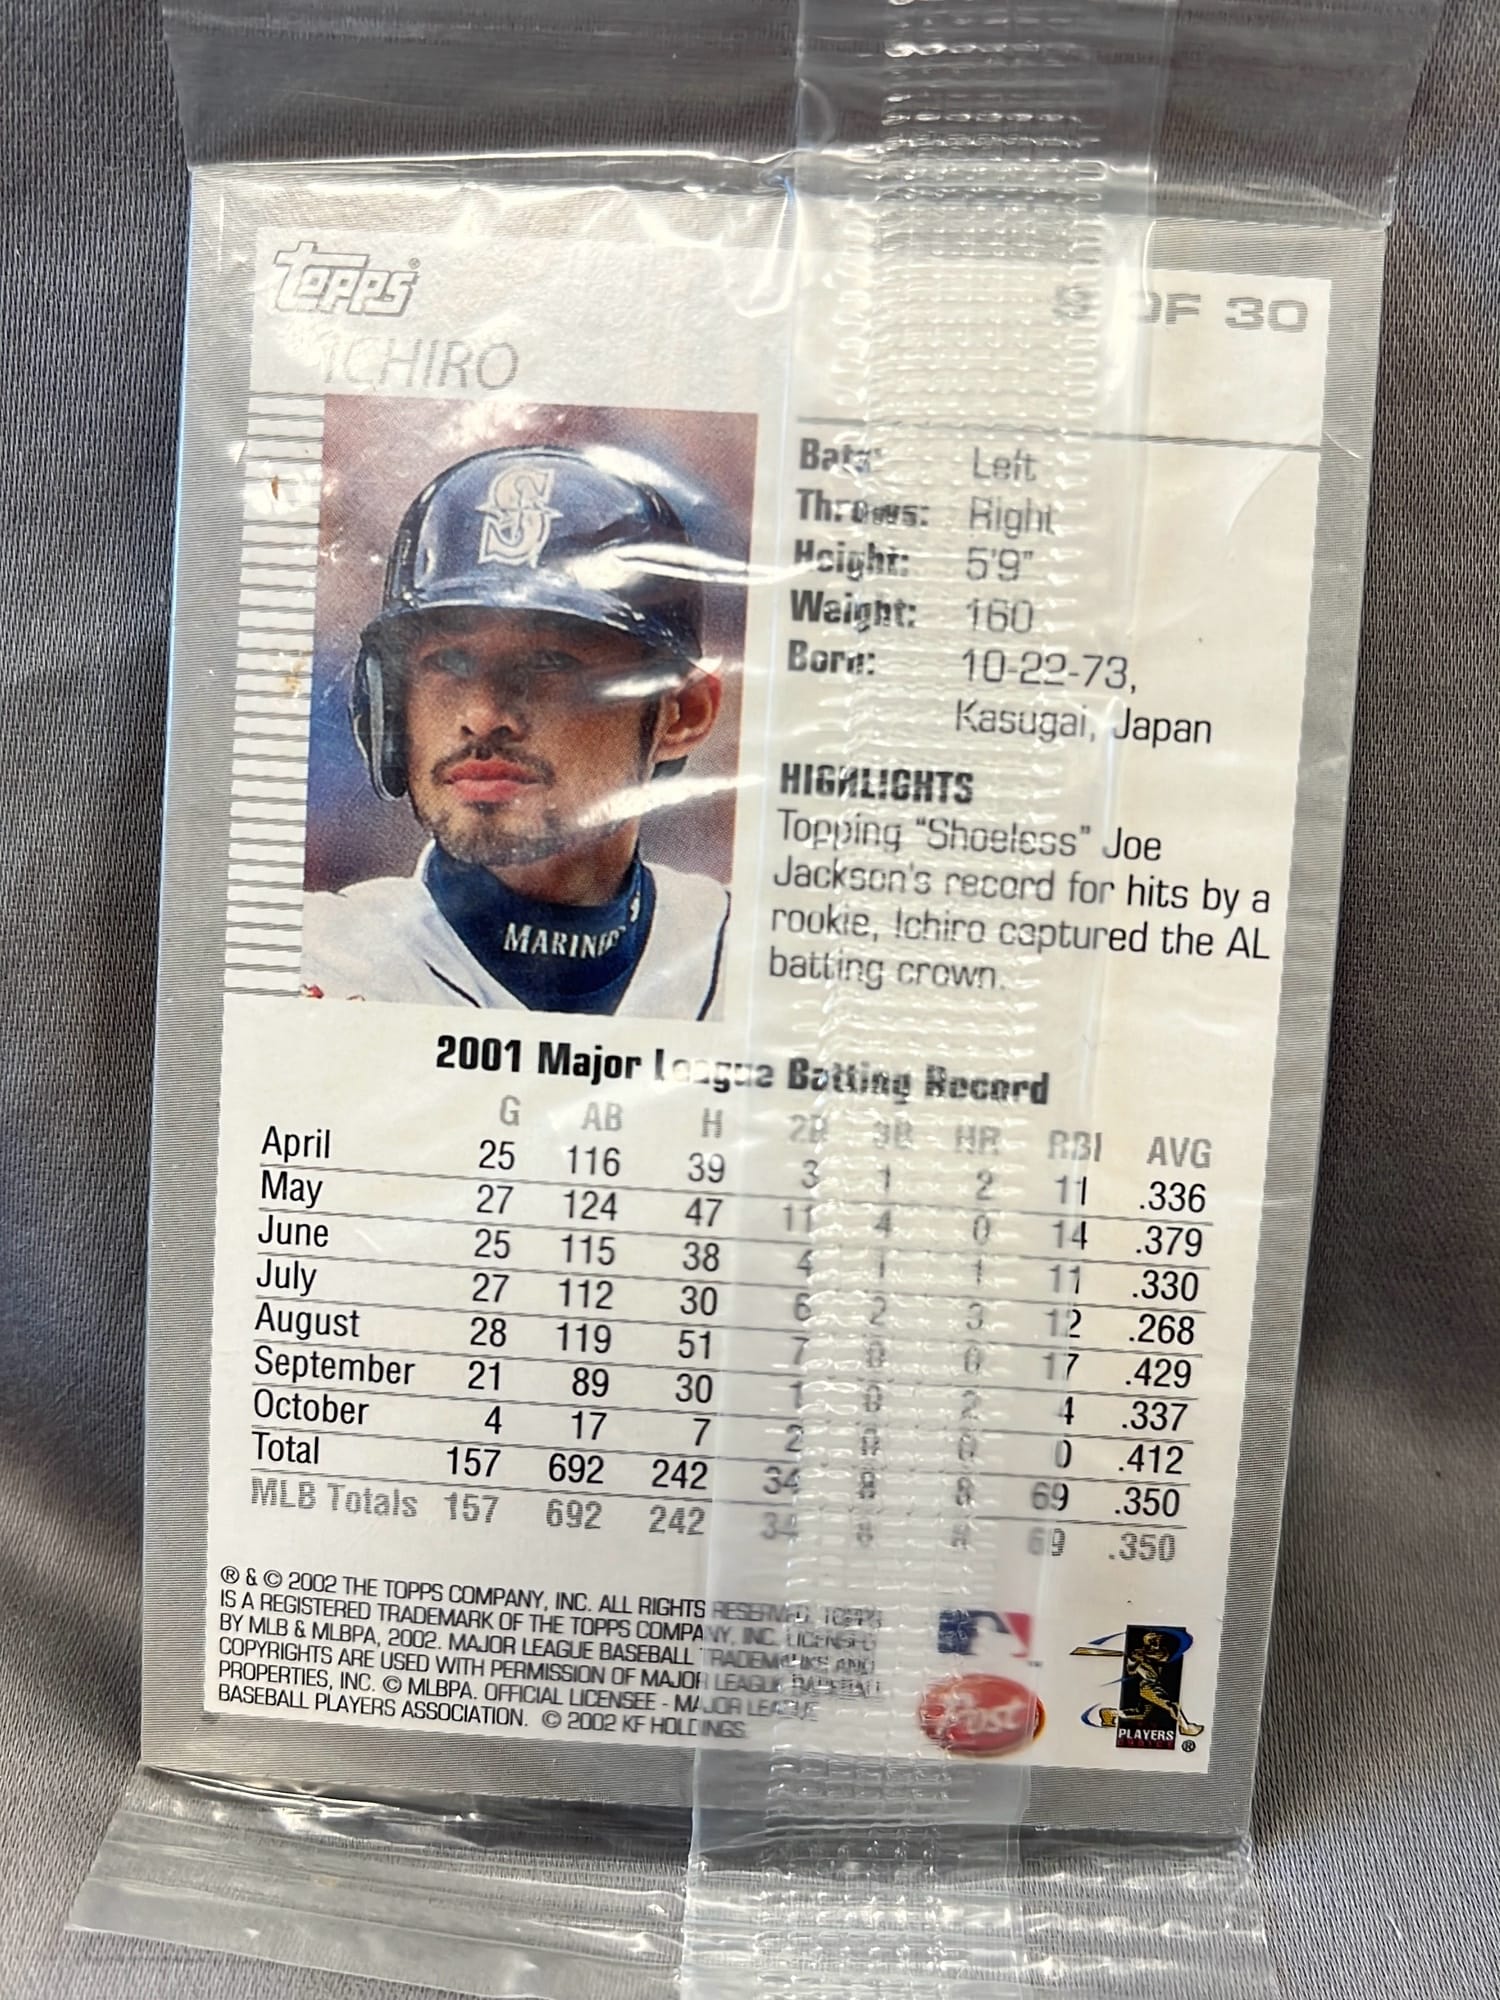 Topps®
OF 30
ICHIRO
Bats: Left
Throws: Right
Height: 5'9"
Weight: 160
Born: 10-22-73,
Kasugai, Japan
HIGHLIGHTS
Topping "Shoeless" Joe
Jackson's record for hits by a
rookie, Ichiro captured the AL
batting crown.
S
MARINE
2001 Major League Batting Record
G AB H 2B 3B HR RBI AVG
April 25 116 39 3 1 2 11 .336
May 27 124 47 11 4 0 14 .379
June 25 115 38 4 1 1 11 .330
July 27 112 30 6 2 3 12 .268
August 28 119 51 7 0 0 17 .429
September 21 89 30 1 0 2 4 .337
October 4 17 7 2 0 0 0 .412
Total 157 692 242 34 8 8 69 .350
MLB Totals 157 692 242 34 8 8 69 .350
® & © 2002 THE TOPPS COMPANY, INC. ALL RIGHTS RESERVED. TOPPS
IS A REGISTERED TRADEMARK OF THE TOPPS COMPANY, INC. LICENSED
BY MLB & MLBPA, 2002. MAJOR LEAGUE BASEBALL TRADEMARKS AND
COPYRIGHTS ARE USED WITH PERMISSION OF MAJOR LEAGUE BASEBALL
PROPERTIES, INC. © MLBPA. OFFICIAL LICENSEE - MAJOR LEAGUE
BASEBALL PLAYERS ASSOCIATION. © 2002 KF HOLDINGS.
Post
PLAYERS
CHOICE ®